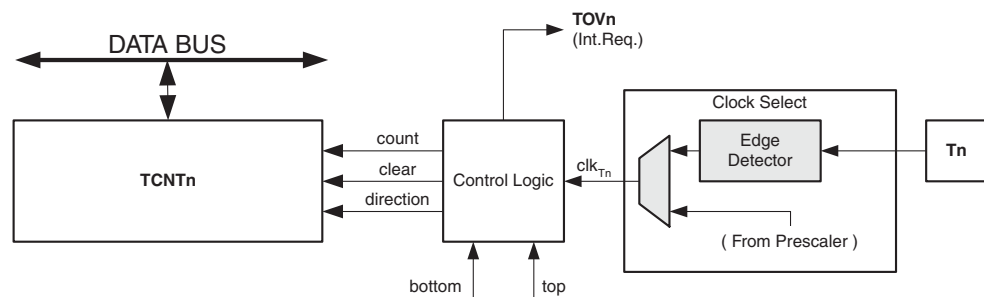 TOVn
(Int.Req.)
DATA BUS
Clock Select
count
Edge
Detector
Tn
TCNTn
clear
Control Logic
clkTn
direction
( From Prescaler )
bottom
top